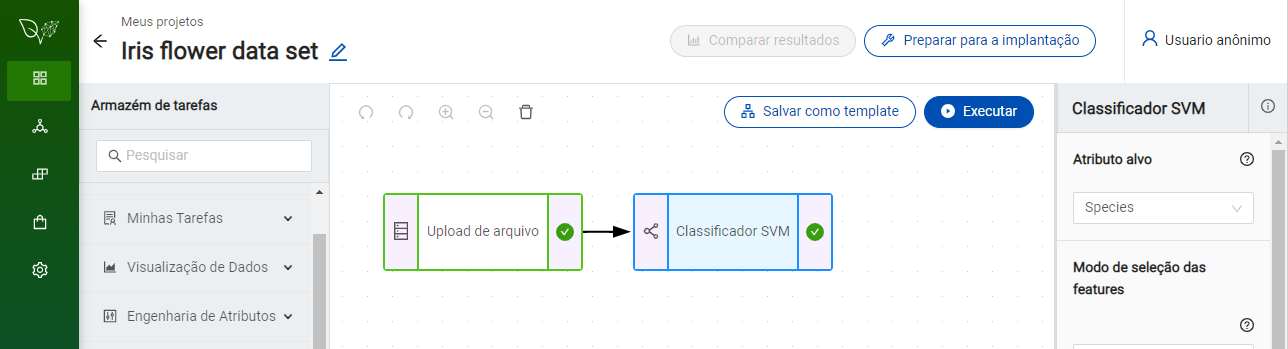 Meus projetos
Iris flower data set
Comparar resultados
Preparar para a implantação
Usuario anônimo
Armazém de tarefas
Pesquisar
Minhas Tarefas
Visualização de Dados
Engenharia de Atributos
Salvar como template
Executar
Upload de arquivo
Classificador SVM
Classificador SVM
Atributo alvo
Species
Modo de seleção das
features